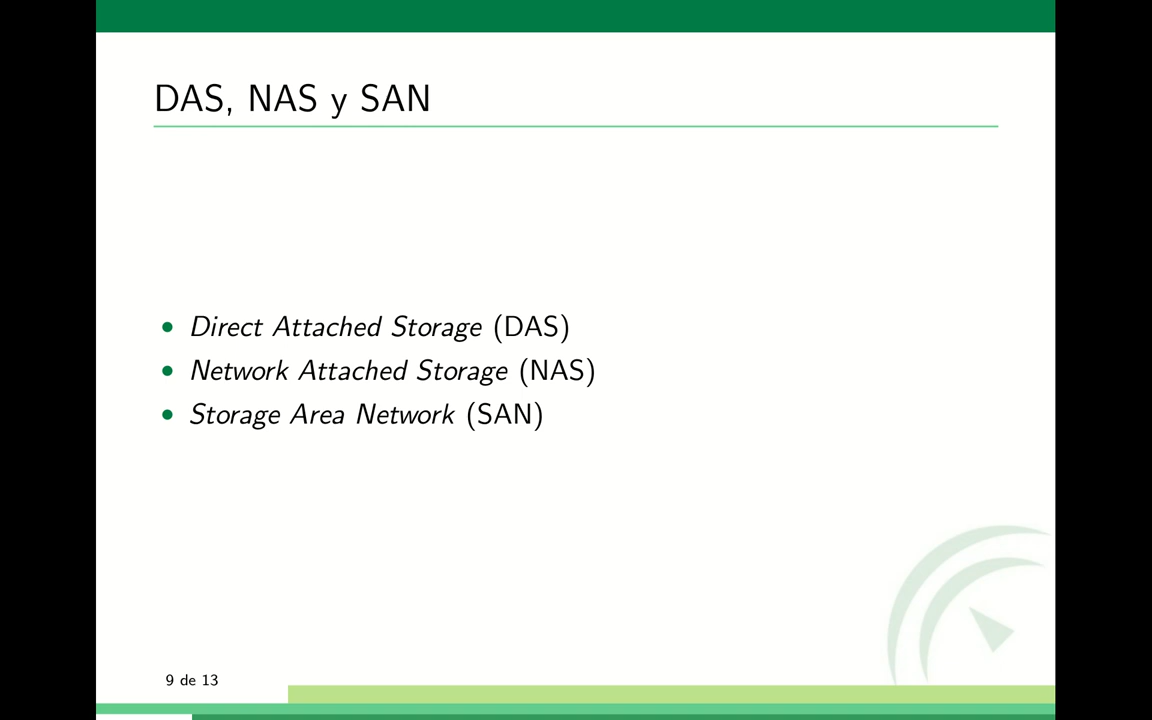 DAS, NAS y SAN
• Direct Attached Storage (DAS)
• Network Attached Storage (NAS)
• Storage Area Network (SAN)
9 de 13